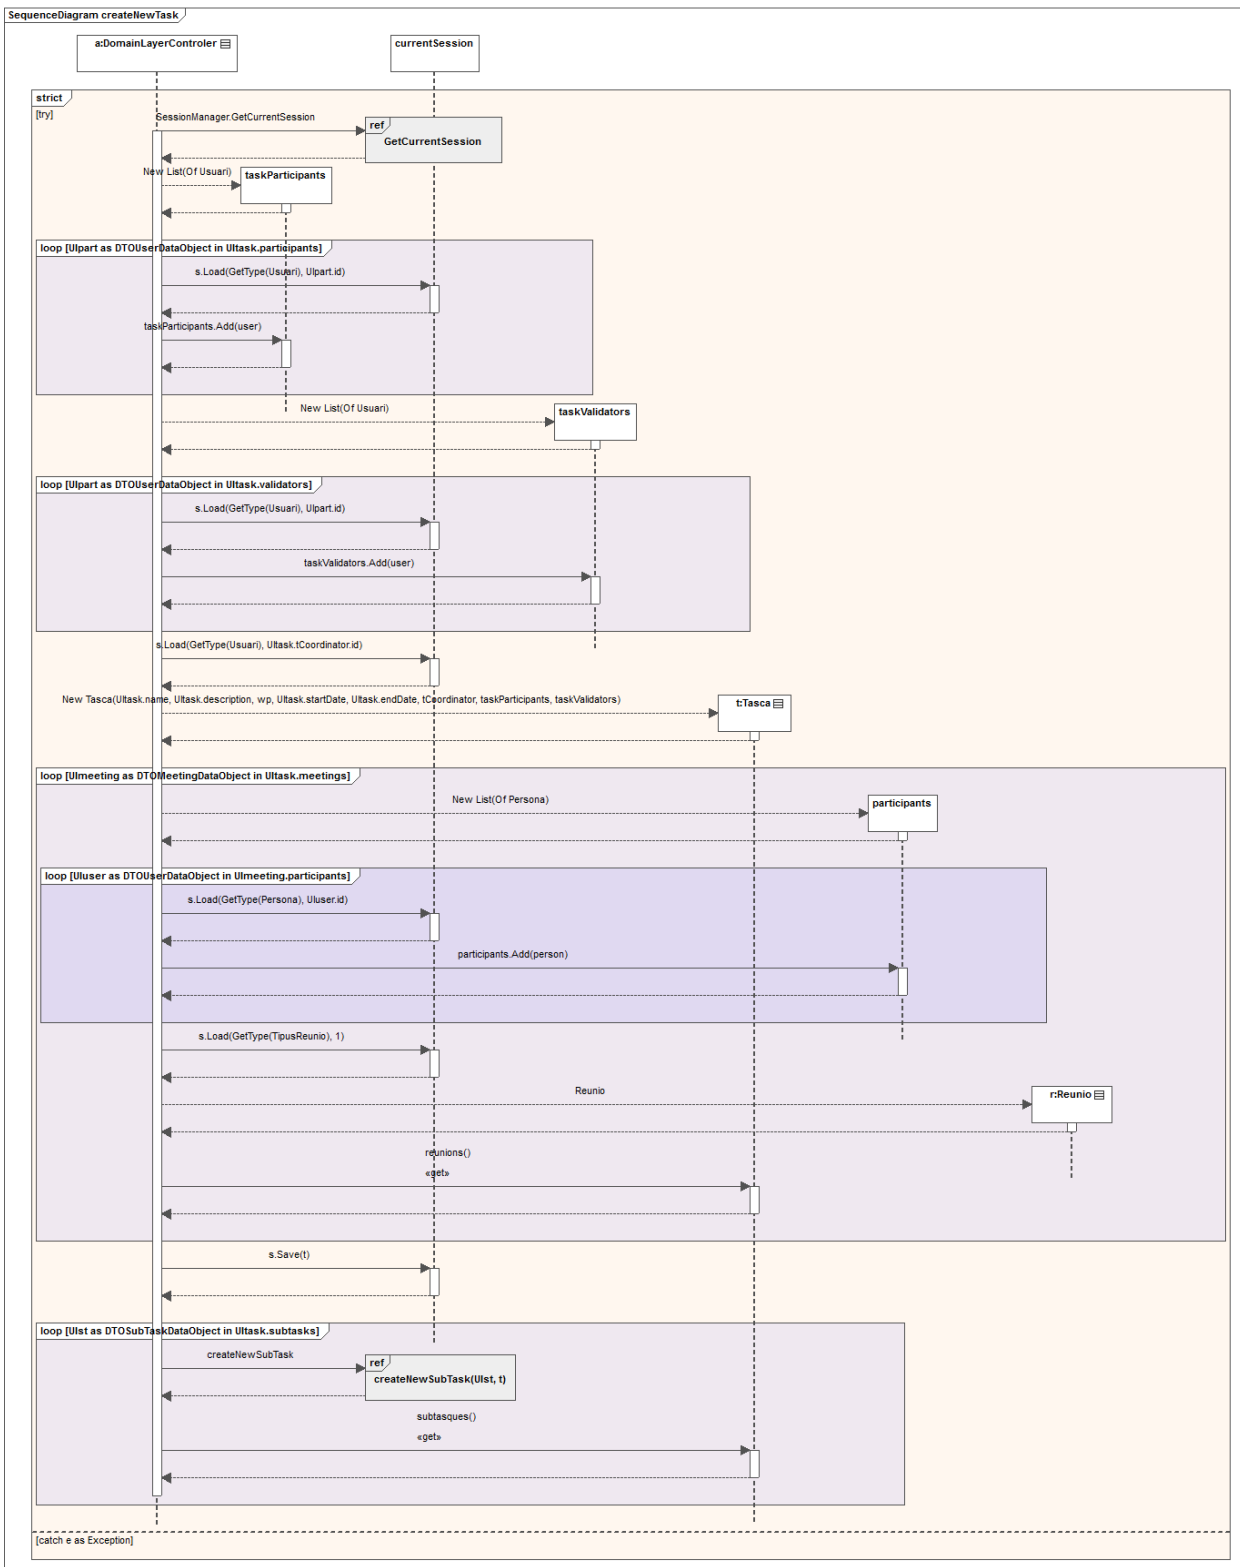 SequenceDiagram createNewTask
a:DomainLayerControler
currentSession
strict
[try]
SessionManager.GetCurrentSession
ref
GetCurrentSession
New List(Of Usuari)
taskParticipants
loop [UIpart as DTOUserDataObject in UItask.participants]
s.Load(GetType(Usuari), UIpart.id)
taskParticipants.Add(user)
New List(Of Usuari)
taskValidators
loop [UIpart as DTOUserDataObject in UItask.validators]
s.Load(GetType(Usuari), UIpart.id)
taskValidators.Add(user)
s.Load(GetType(Usuari), UItask.tCoordinator.id)
New Tasca(UItask.name, UItask.description, wp, UItask.startDate, UItask.endDate, tCoordinator, taskParticipants, taskValidators)
t:Tasca
loop [UImeeting as DTOMeetingDataObject in UItask.meetings]
New List(Of Persona)
participants
loop [UIuser as DTOUserDataObject in UImeeting.participants]
s.Load(GetType(Persona), UIuser.id)
participants.Add(person)
s.Load(GetType(TipusReunio), 1)
Reunio
r:Reunio
reunions()
«get»
s.Save(t)
loop [UIst as DTOSubTaskDataObject in UItask.subtasks]
createNewSubTask
ref
createNewSubTask(UIst, t)
subtasques()
«get»
[catch e as Exception]